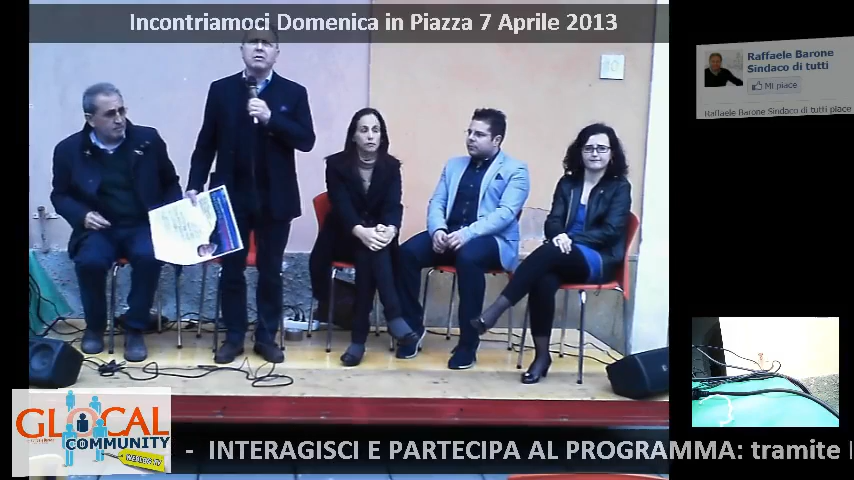 Incontriamoci Domenica in Piazza 7 Aprile 2013
Raffaele Barone
Sindaco di tutti
Mi piace
Raffaele Barone Sindaco di tutti piace
GLOCAL
COMMUNITY
- INTERAGISCI E PARTECIPA AL PROGRAMMA: tramite